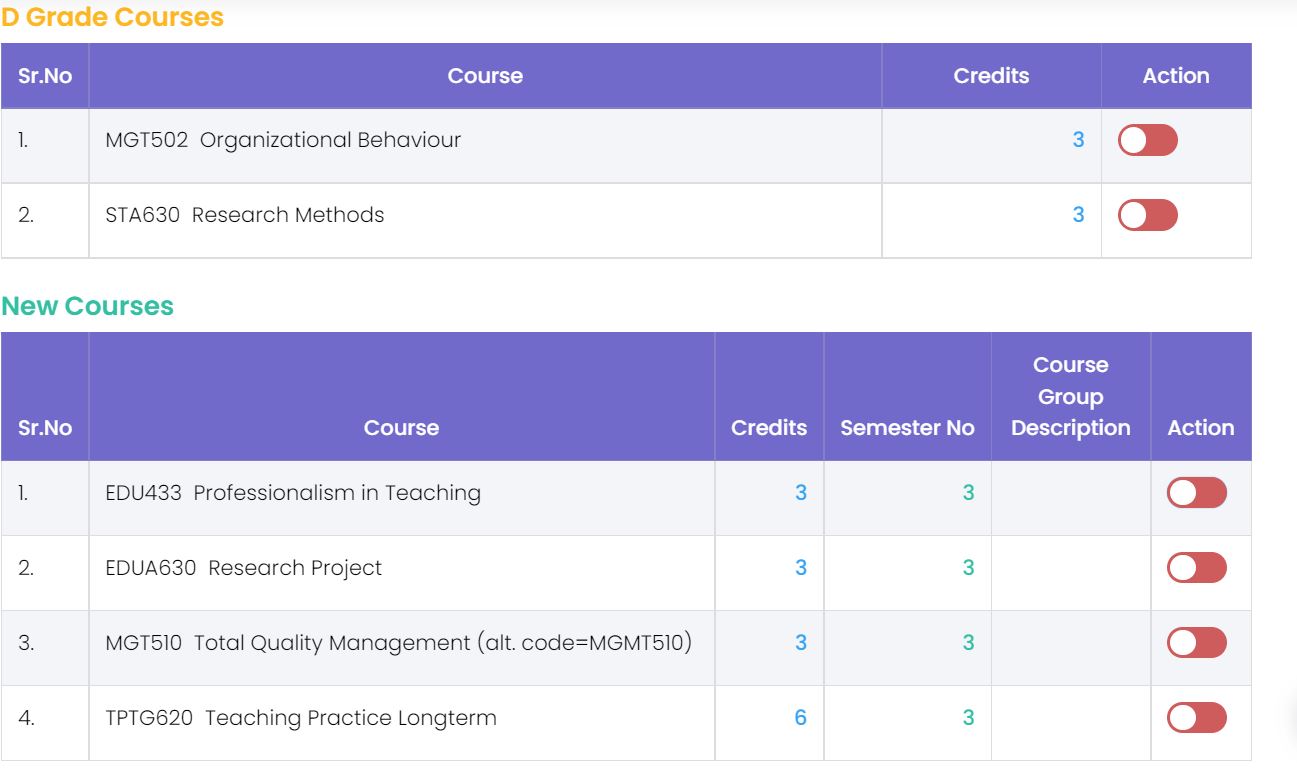 D Grade Courses
Sr.No Course Credits Action
1. MGT502 Organizational Behaviour 3
2. STA630 Research Methods 3
New Courses
Sr.No Course Credits Semester No Course Group Description Action
1. EDU433 Professionalism in Teaching 3 3
2. EDUA630 Research Project 3 3
3. MGT510 Total Quality Management (alt. code=MGMT510) 3 3
4. TPTG620 Teaching Practice Longterm 6 3